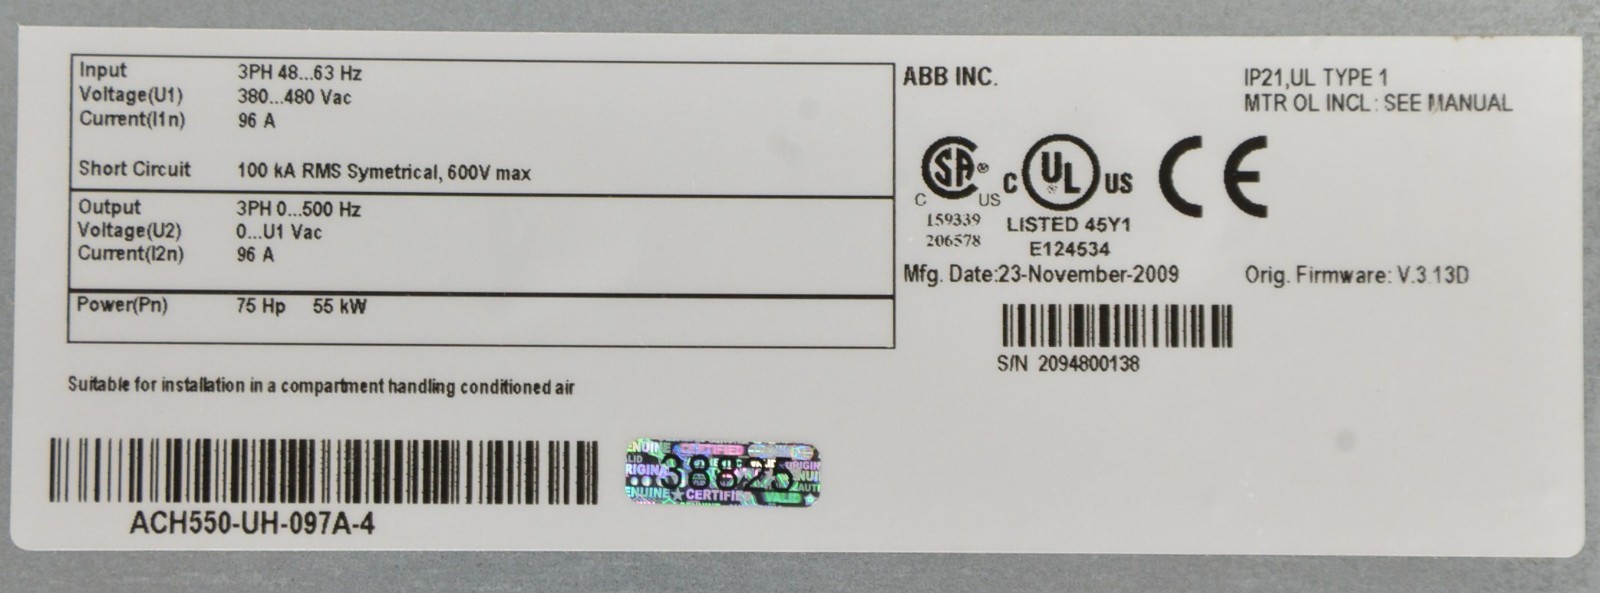 Input 3PH 48...63 Hz
Voltage(U1) 380...480 Vac
Current(I1n) 96 A
Short Circuit 100 kA RMS Symetrical, 600V max
Output 3PH 0...500 Hz
Voltage(U2) 0...U1 Vac
Current(I2n) 96 A
Power(Pn) 75 Hp 55 kW
Suitable for installation in a compartment handling conditioned air
ACH550-UH-097A-4
38825
CERTIFIED
VALID
ABB INC.
IP21,UL TYPE 1
MTR OL INCL: SEE MANUAL
C SA ® US
159339
206578
C UL US
LISTED 45Y1
E124534
CE
Mfg. Date:23-November-2009
Orig. Firmware: V.3.13D
S/N 2094800138